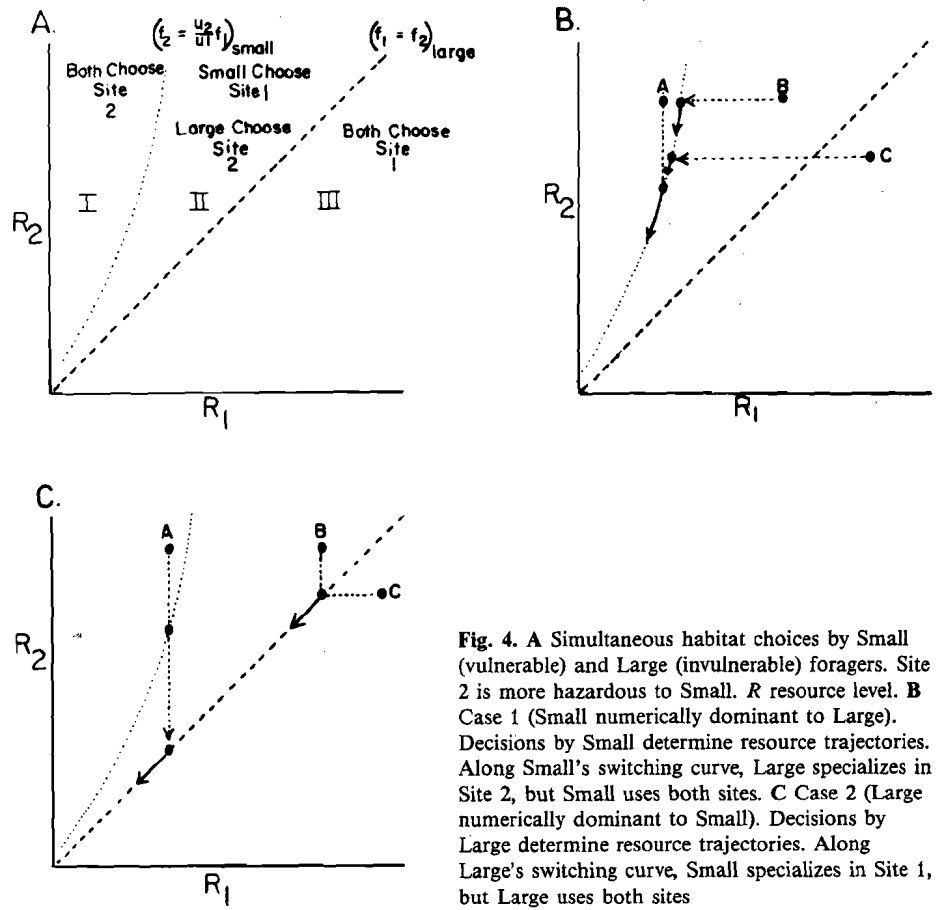 A.
(f2 = u2/u1 f1)small
(f1 = f2)large
Both Choose
Site
2
Small Choose
Site 1
Large Choose
Site
2
Both Choose
Site
1
I
II
III
R2
R1
B.
A
B
C
R2
R1
C.
A
B
C
R2
R1
Fig. 4. A Simultaneous habitat choices by Small
(vulnerable) and Large (invulnerable) foragers. Site
2 is more hazardous to Small. R resource level. B
Case 1 (Small numerically dominant to Large).
Decisions by Small determine resource trajectories.
Along Small's switching curve, Large specializes in
Site 2, but Small uses both sites. C Case 2 (Large
numerically dominant to Small). Decisions by
Large determine resource trajectories. Along
Large's switching curve, Small specializes in Site 1,
but Large uses both sites